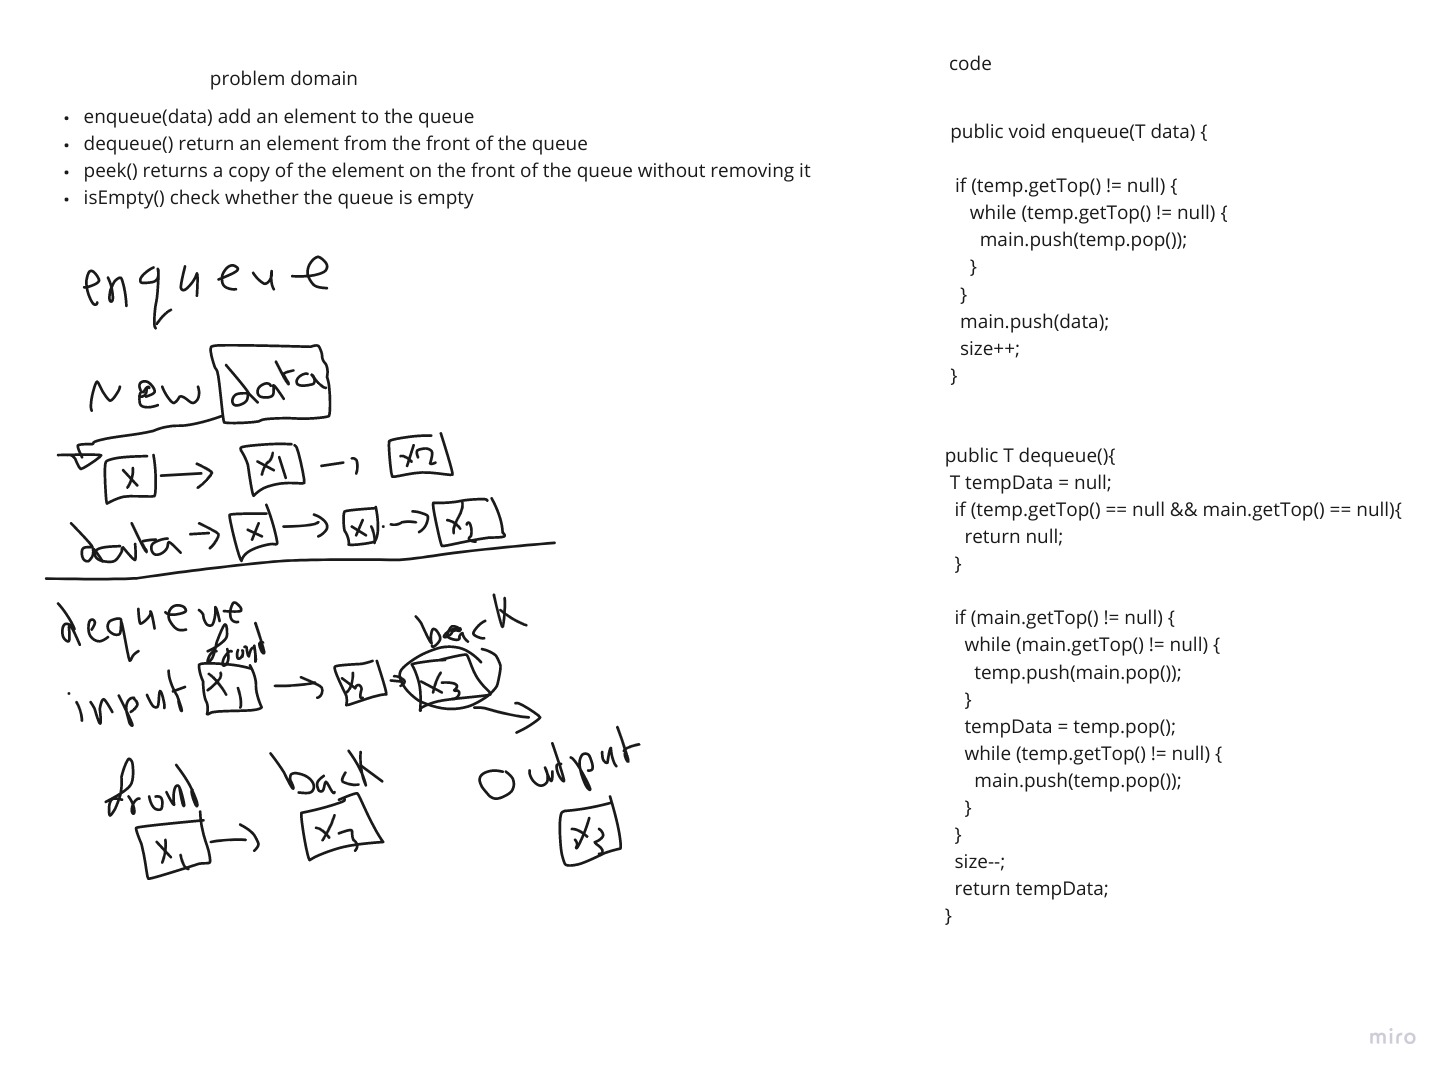 problem domain
• enqueue(data) add an element to the queue
• dequeue() return an element from the front of the queue
• peek() returns a copy of the element on the front of the queue without removing it
• isEmpty() check whether the queue is empty
enqueue
New data
x → x1 → x2
data → x → x1 → x2
dequeue
front back
input x1 → x2 → x3
front back output
x1 → x2 x3
code
public void enqueue(T data) {
if (temp.getTop() != null) {
while (temp.getTop() != null) {
main.push(temp.pop());
}
}
main.push(data);
size++;
}
public T dequeue(){
T tempData = null;
if (temp.getTop() == null && main.getTop() == null){
return null;
}
if (main.getTop() != null) {
while (main.getTop() != null) {
temp.push(main.pop());
}
tempData = temp.pop();
while (temp.getTop() != null) {
main.push(temp.pop());
}
}
size--;
return tempData;
}
miro